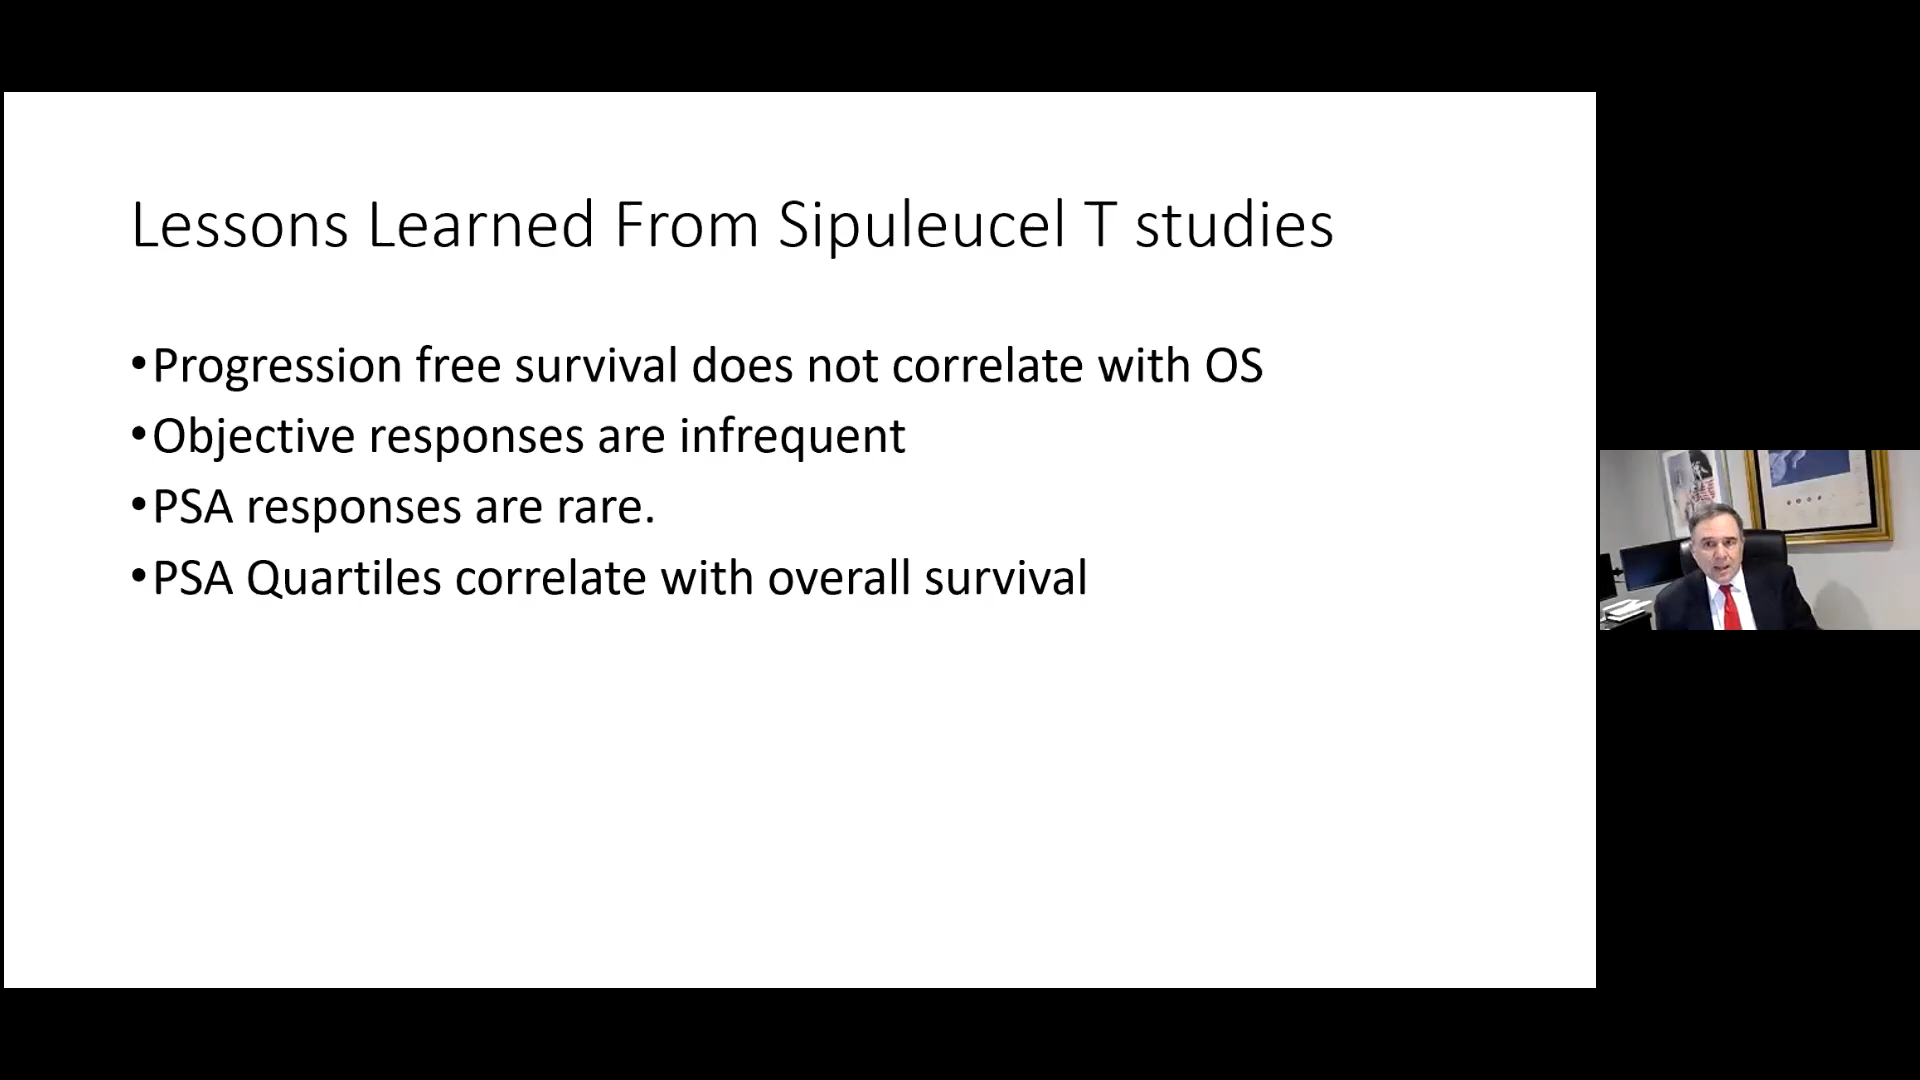 Lessons Learned From Sipuleucel T studies
•Progression free survival does not correlate with OS
•Objective responses are infrequent
•PSA responses are rare.
•PSA Quartiles correlate with overall survival